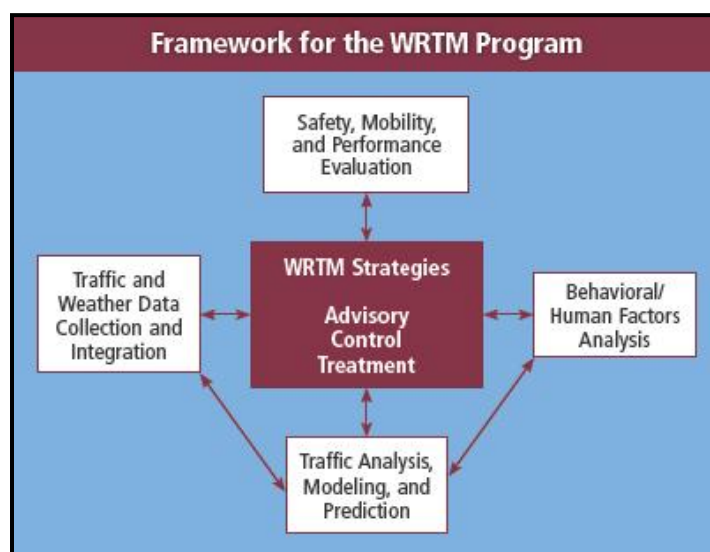 Framework for the WRTM Program
Safety, Mobility,
and Performance
Evaluation
Traffic and
Weather Data
Collection and
Integration
WRTM Strategies
Advisory
Control
Treatment
Behavioral/
Human Factors
Analysis
Traffic Analysis,
Modeling, and
Prediction